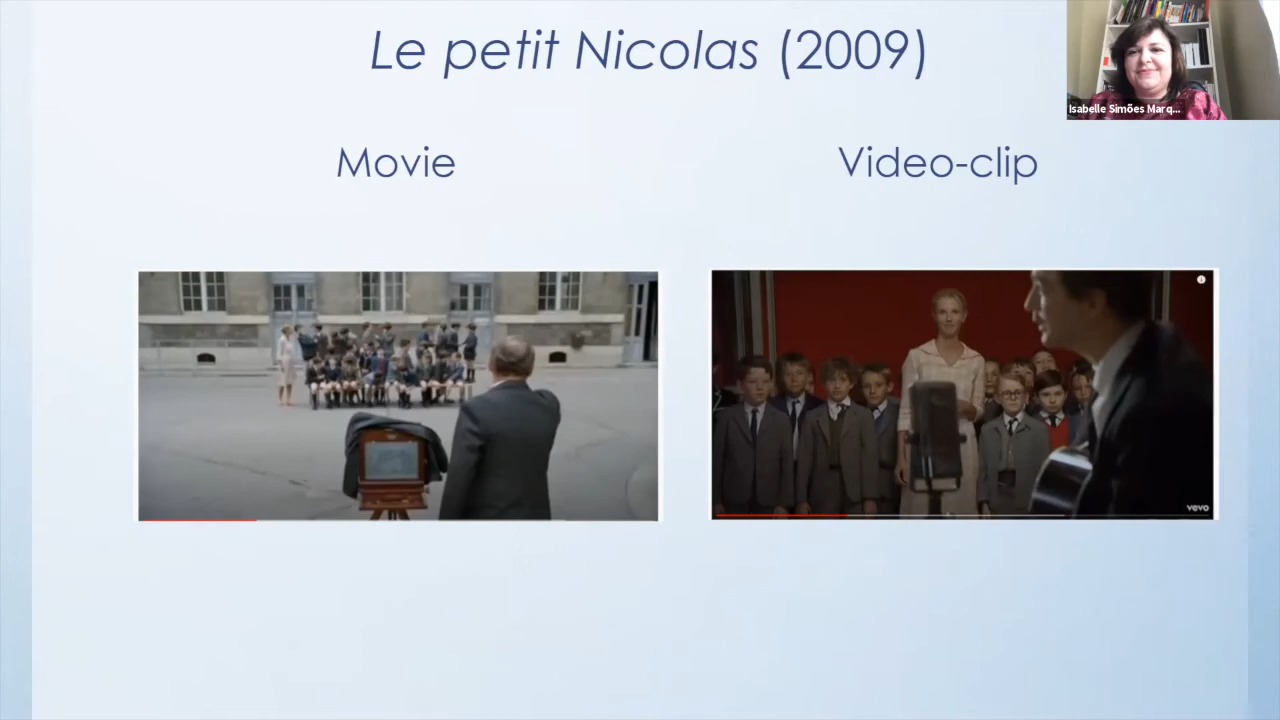 Le petit Nicolas (2009)
Isabelle Simões Marq...
Movie
Video-clip
vevo